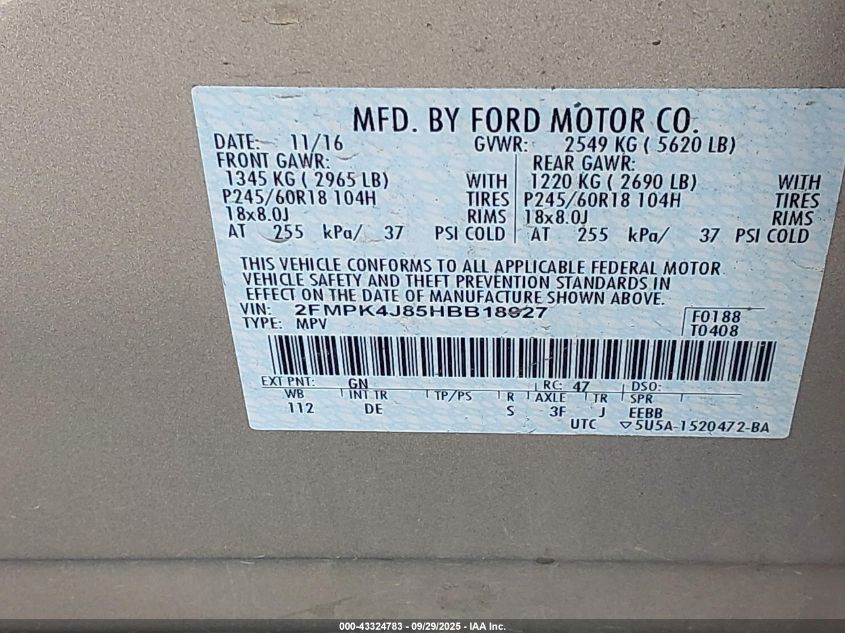 MFD. BY FORD MOTOR CO.
DATE: 11/16 GVWR: 2549 KG ( 5620 LB)
FRONT GAWR: REAR GAWR:
1345 KG ( 2965 LB) WITH 1220 KG ( 2690 LB) WITH
P245/60R18 104H TIRES P245/60R18 104H TIRES
18x8.0J RIMS 18x8.0J RIMS
AT 255 kPa/ 37 PSI COLD AT 255 kPa/ 37 PSI COLD
THIS VEHICLE CONFORMS TO ALL APPLICABLE FEDERAL MOTOR
VEHICLE SAFETY AND THEFT PREVENTION STANDARDS IN
EFFECT ON THE DATE OF MANUFACTURE SHOWN ABOVE.
VIN: 2FMPK4J85HBB18927 F0188
TYPE: MPV T0408
EXT PNT: GN RC: 47 DSO:
WB INT TR TP/PS R AXLE TR SPR
112 DE S 3F J EEBB
UTC ▽5U5A-1520472-BA
000-43324783 - 09/29/2025 - IAA Inc.